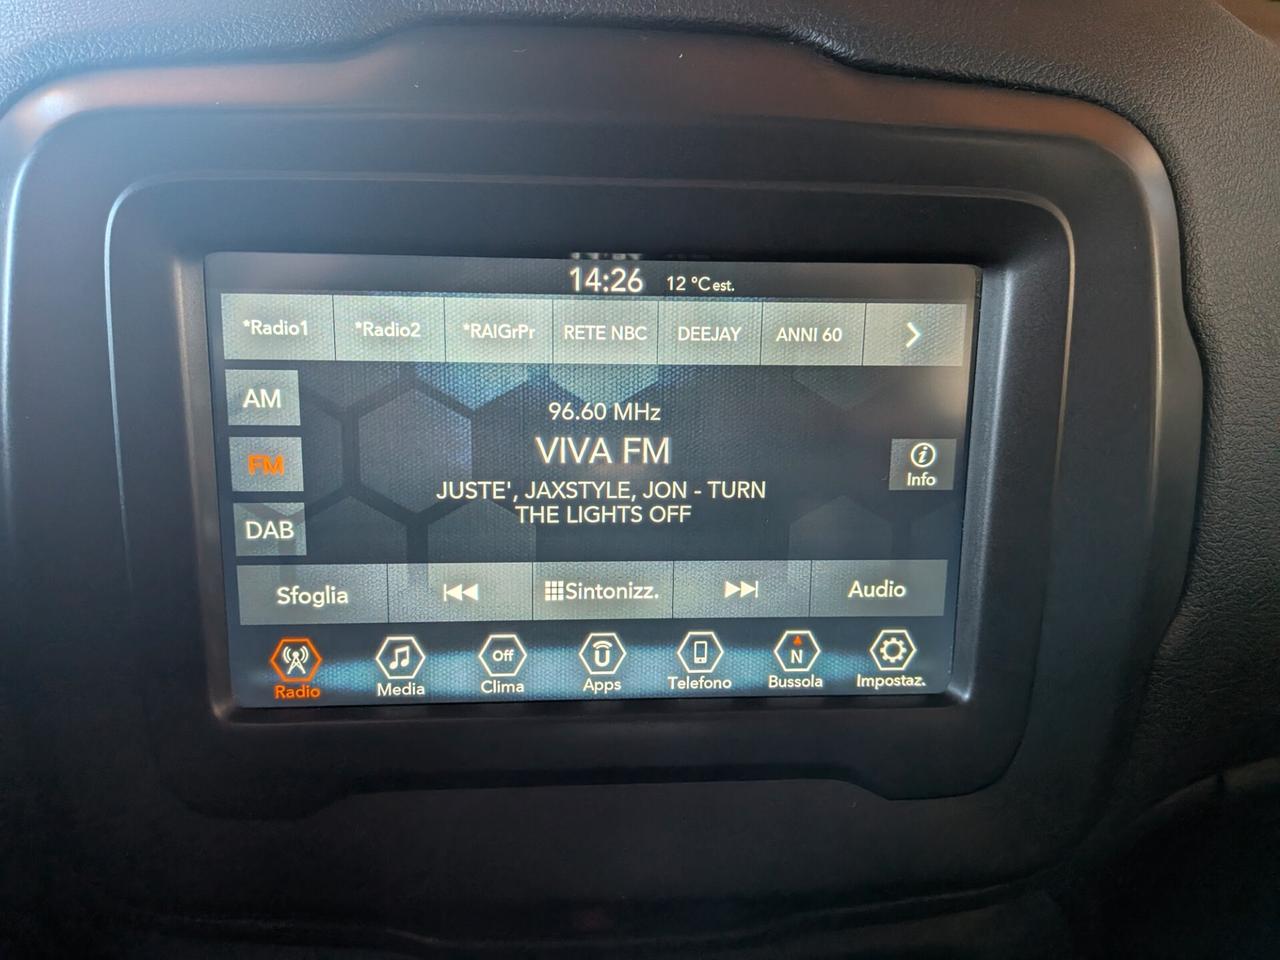 14:26 12 °C est.
*Radio1 *Radio2 *RAIGrPr RETE NBC DEEJAY ANNI 60
AM
96.60 MHz
VIVA FM
FM
Info
JUSTE', JAXSTYLE, JON - TURN
THE LIGHTS OFF
DAB
Sfoglia Sintonizz. Audio
Off N
Radio Media Clima Apps Telefono Bussola Impostaz.